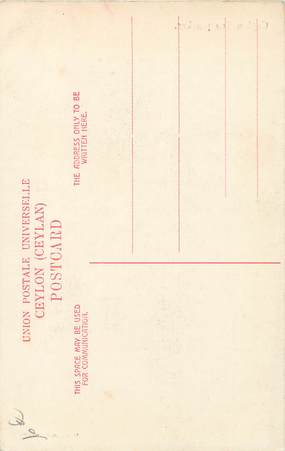 UNION POSTALE UNIVERSELLE
CEYLON (CEYLAN)
POSTCARD
THIS SPACE MAY BE USED
FOR COMMUNICATION.
THE ADDRESS ONLY TO BE
WRITTEN HERE.